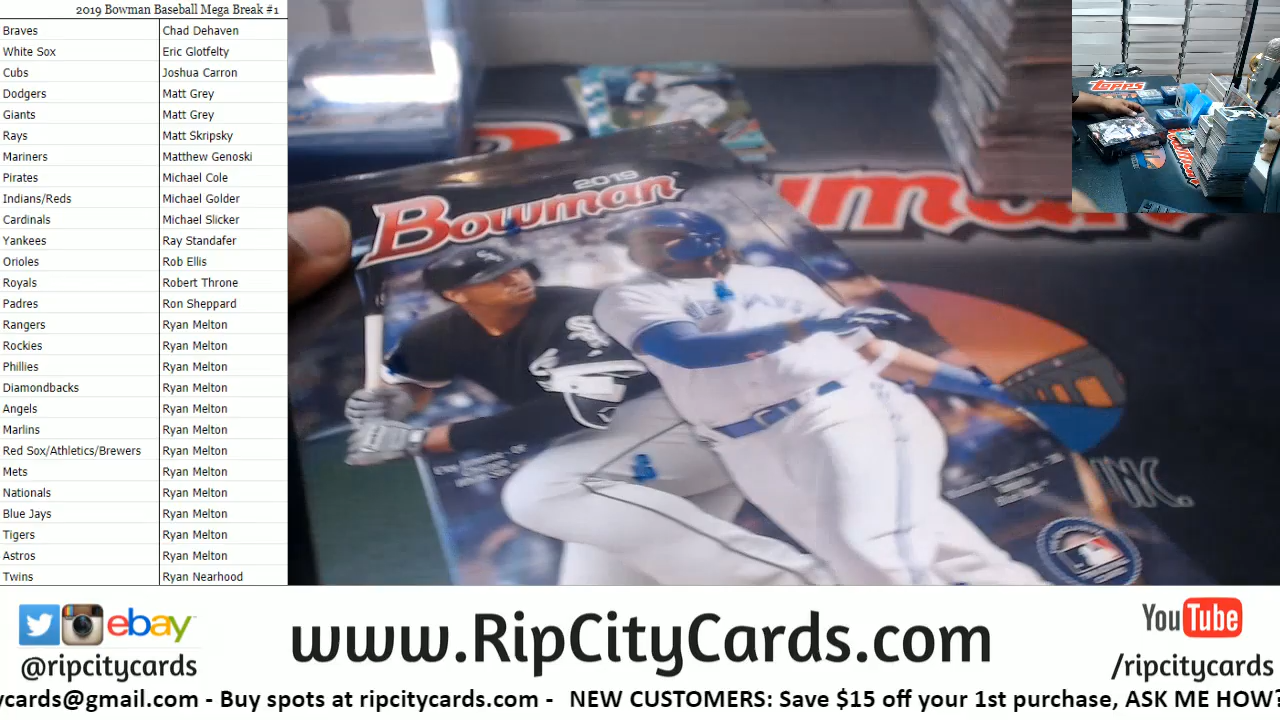 2019 Bowman Baseball Mega Break #1
Braves Chad Dehaven
White Sox Eric Glotfelty
Cubs Joshua Carron
Dodgers Matt Grey
Giants Matt Grey
Rays Matt Skripsky
Mariners Matthew Genoski
Pirates Michael Cole
Indians/Reds Michael Golder
Cardinals Michael Slicker
Yankees Ray Standafer
Orioles Rob Ellis
Royals Robert Throne
Padres Ron Sheppard
Rangers Ryan Melton
Rockies Ryan Melton
Phillies Ryan Melton
Diamondbacks Ryan Melton
Angels Ryan Melton
Marlins Ryan Melton
Red Sox/Athletics/Brewers Ryan Melton
Mets Ryan Melton
Nationals Ryan Melton
Blue Jays Ryan Melton
Tigers Ryan Melton
Astros Ryan Melton
Twins Ryan Nearhood
2019
Bowman
TOPPS
INK.
ebay
@ripcitycards
www.RipCityCards.com
YouTube
/ripcitycards
ycards@gmail.com - Buy spots at ripcitycards.com - NEW CUSTOMERS: Save $15 off your 1st purchase, ASK ME HOW?